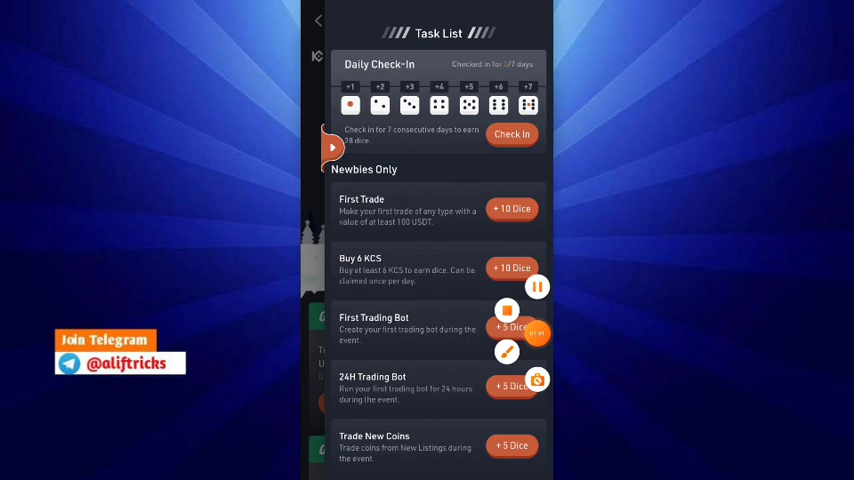 Task List
Daily Check-In
Checked in for 0/7 days
+1 +2 +3 +4 +5 +6 +7
Check in for 7 consecutive days to earn
28 dice.
Check In
Newbies Only
First Trade
Make your first trade of any type with a
value of at least 100 USDT.
+ 10 Dice
Buy 6 KCS
Buy at least 6 KCS to earn dice. Can be
claimed once per day.
+ 10 Dice
First Trading Bot
Create your first trading bot during the
event.
+ 5 Dice
24H Trading Bot
Run your first trading bot for 24 hours
during the event.
+ 5 Dice
Trade New Coins
Trade coins from New Listings during
the event.
+ 5 Dice
Join Telegram
@aliftricks